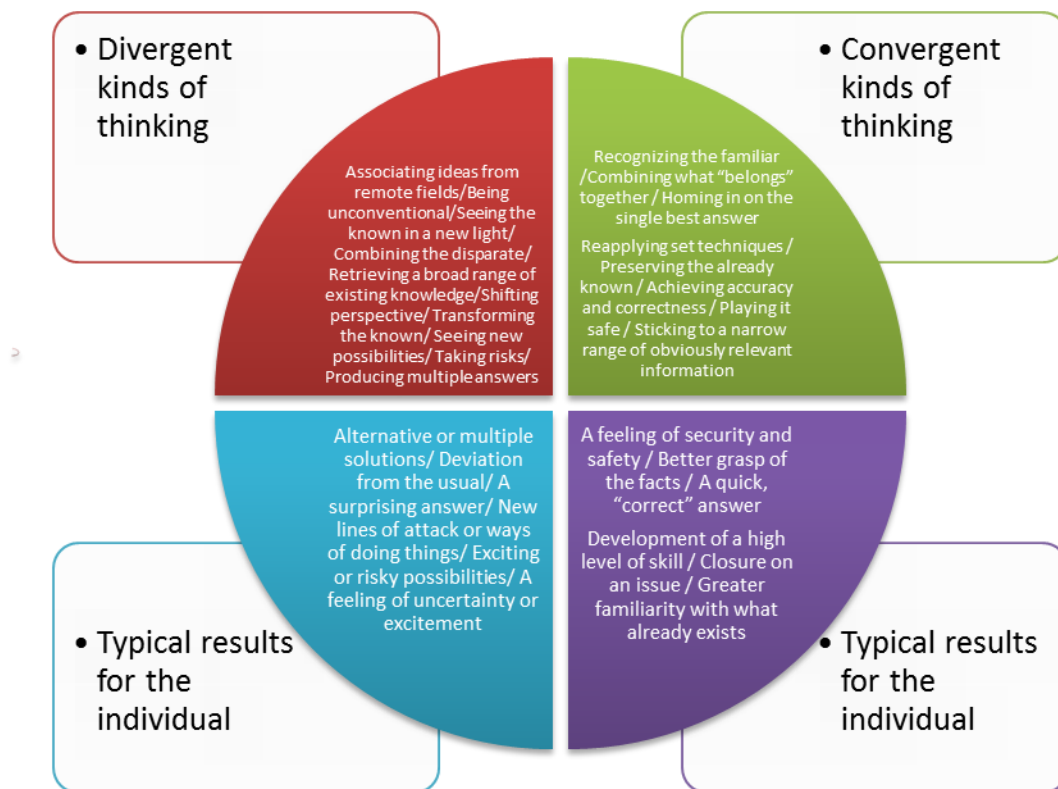 • Divergent
kinds of
thinking
• Convergent
kinds of
thinking
Associating ideas from
remote fields/Being
unconventional/Seeing the
known in a new light/
Combining the disparate/
Retrieving a broad range of
existing knowledge/Shifting
perspective/Transforming
the known/ Seeing new
possibilities/ Taking risks/
Producing multiple answers
Recognizing the familiar
/Combining what “belongs”
together / Homing in on the
single best answer
Reapplying set techniques /
Preserving the already
known / Achieving accuracy
and correctness / Playing it
safe / Sticking to a narrow
range of obviously relevant
information
Alternative or multiple
solutions/ Deviation
from the usual/ A
surprising answer/ New
lines of attack or ways
of doing things/ Exciting
or risky possibilities/ A
feeling of uncertainty or
excitement
A feeling of security and
safety / Better grasp of
the facts / A quick,
“correct” answer
Development of a high
level of skill / Closure on
an issue / Greater
familiarity with what
already exists
• Typical results
for the
individual
• Typical results
for the
individual